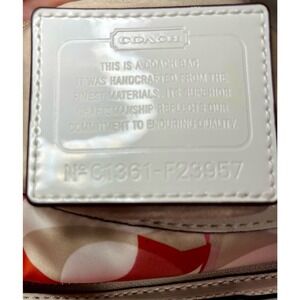 COACH
THIS IS A COACH BAG.
IT WAS HANDCRAFTED FROM THE
FINEST MATERIALS. ITS SUPERIOR
CRAFTSMANSHIP REFLECTS OUR
COMMITMENT TO ENDURING QUALITY.
Nº C1361-F23957